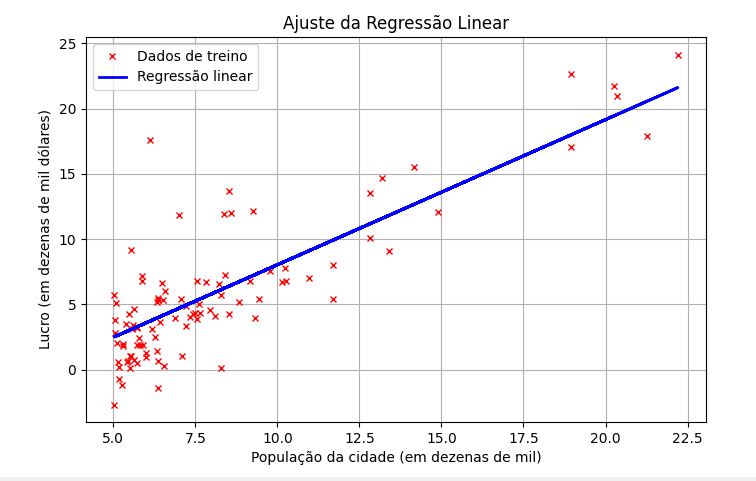 Ajuste da Regressão Linear
Dados de treino
Regressão linear
Lucro (em dezenas de mil dólares)
25
20
15
10
5
0
5.0 7.5 10.0 12.5 15.0 17.5 20.0 22.5
População da cidade (em dezenas de mil)